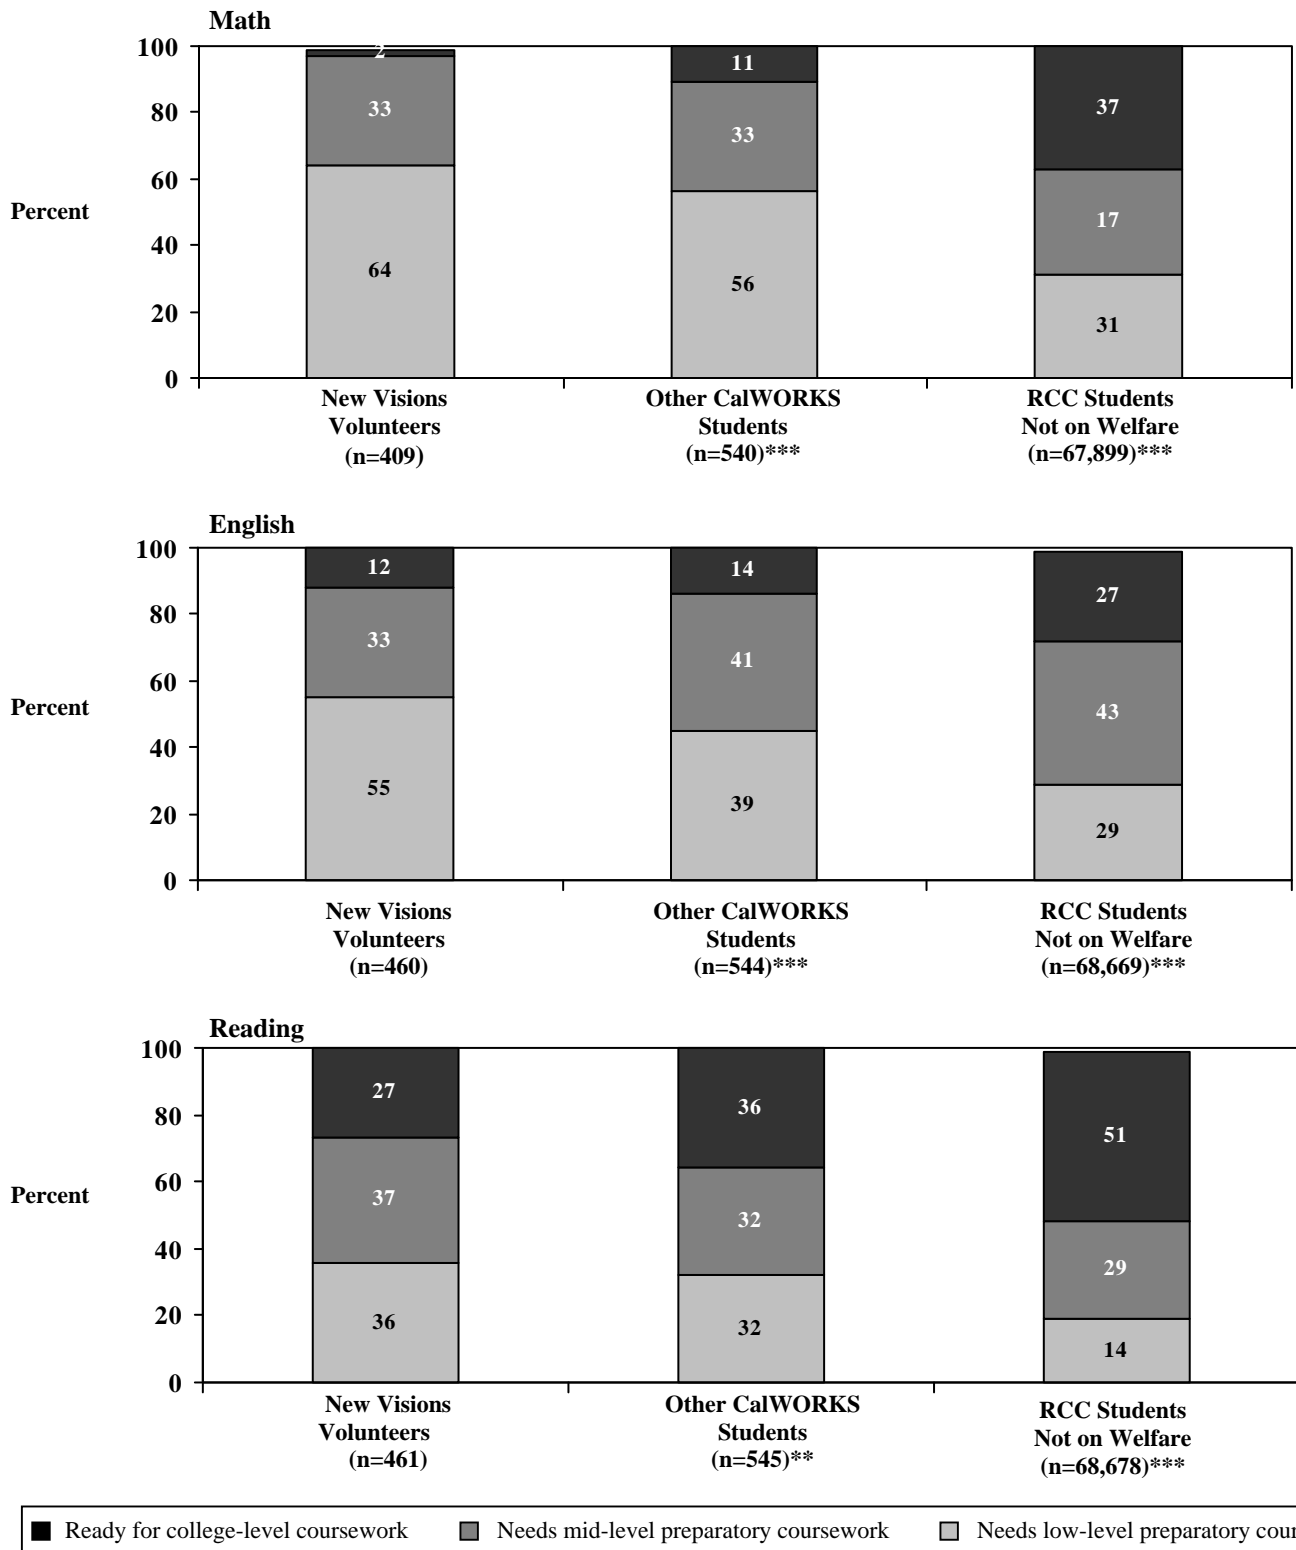 Math
100
80
60
40
20
0
Percent
2
33
64
11
33
56
37
17
31
New Visions
Volunteers
(n=409)
Other CalWORKS
Students
(n=540)***
RCC Students
Not on Welfare
(n=67,899)***
English
100
80
60
40
20
0
Percent
12
33
55
14
41
39
27
43
29
New Visions
Volunteers
(n=460)
Other CalWORKS
Students
(n=544)***
RCC Students
Not on Welfare
(n=68,669)***
Reading
100
80
60
40
20
0
Percent
27
37
36
36
32
32
51
29
14
New Visions
Volunteers
(n=461)
Other CalWORKS
Students
(n=545)**
RCC Students
Not on Welfare
(n=68,678)***
Ready for college-level coursework
Needs mid-level preparatory coursework
Needs low-level preparatory cour